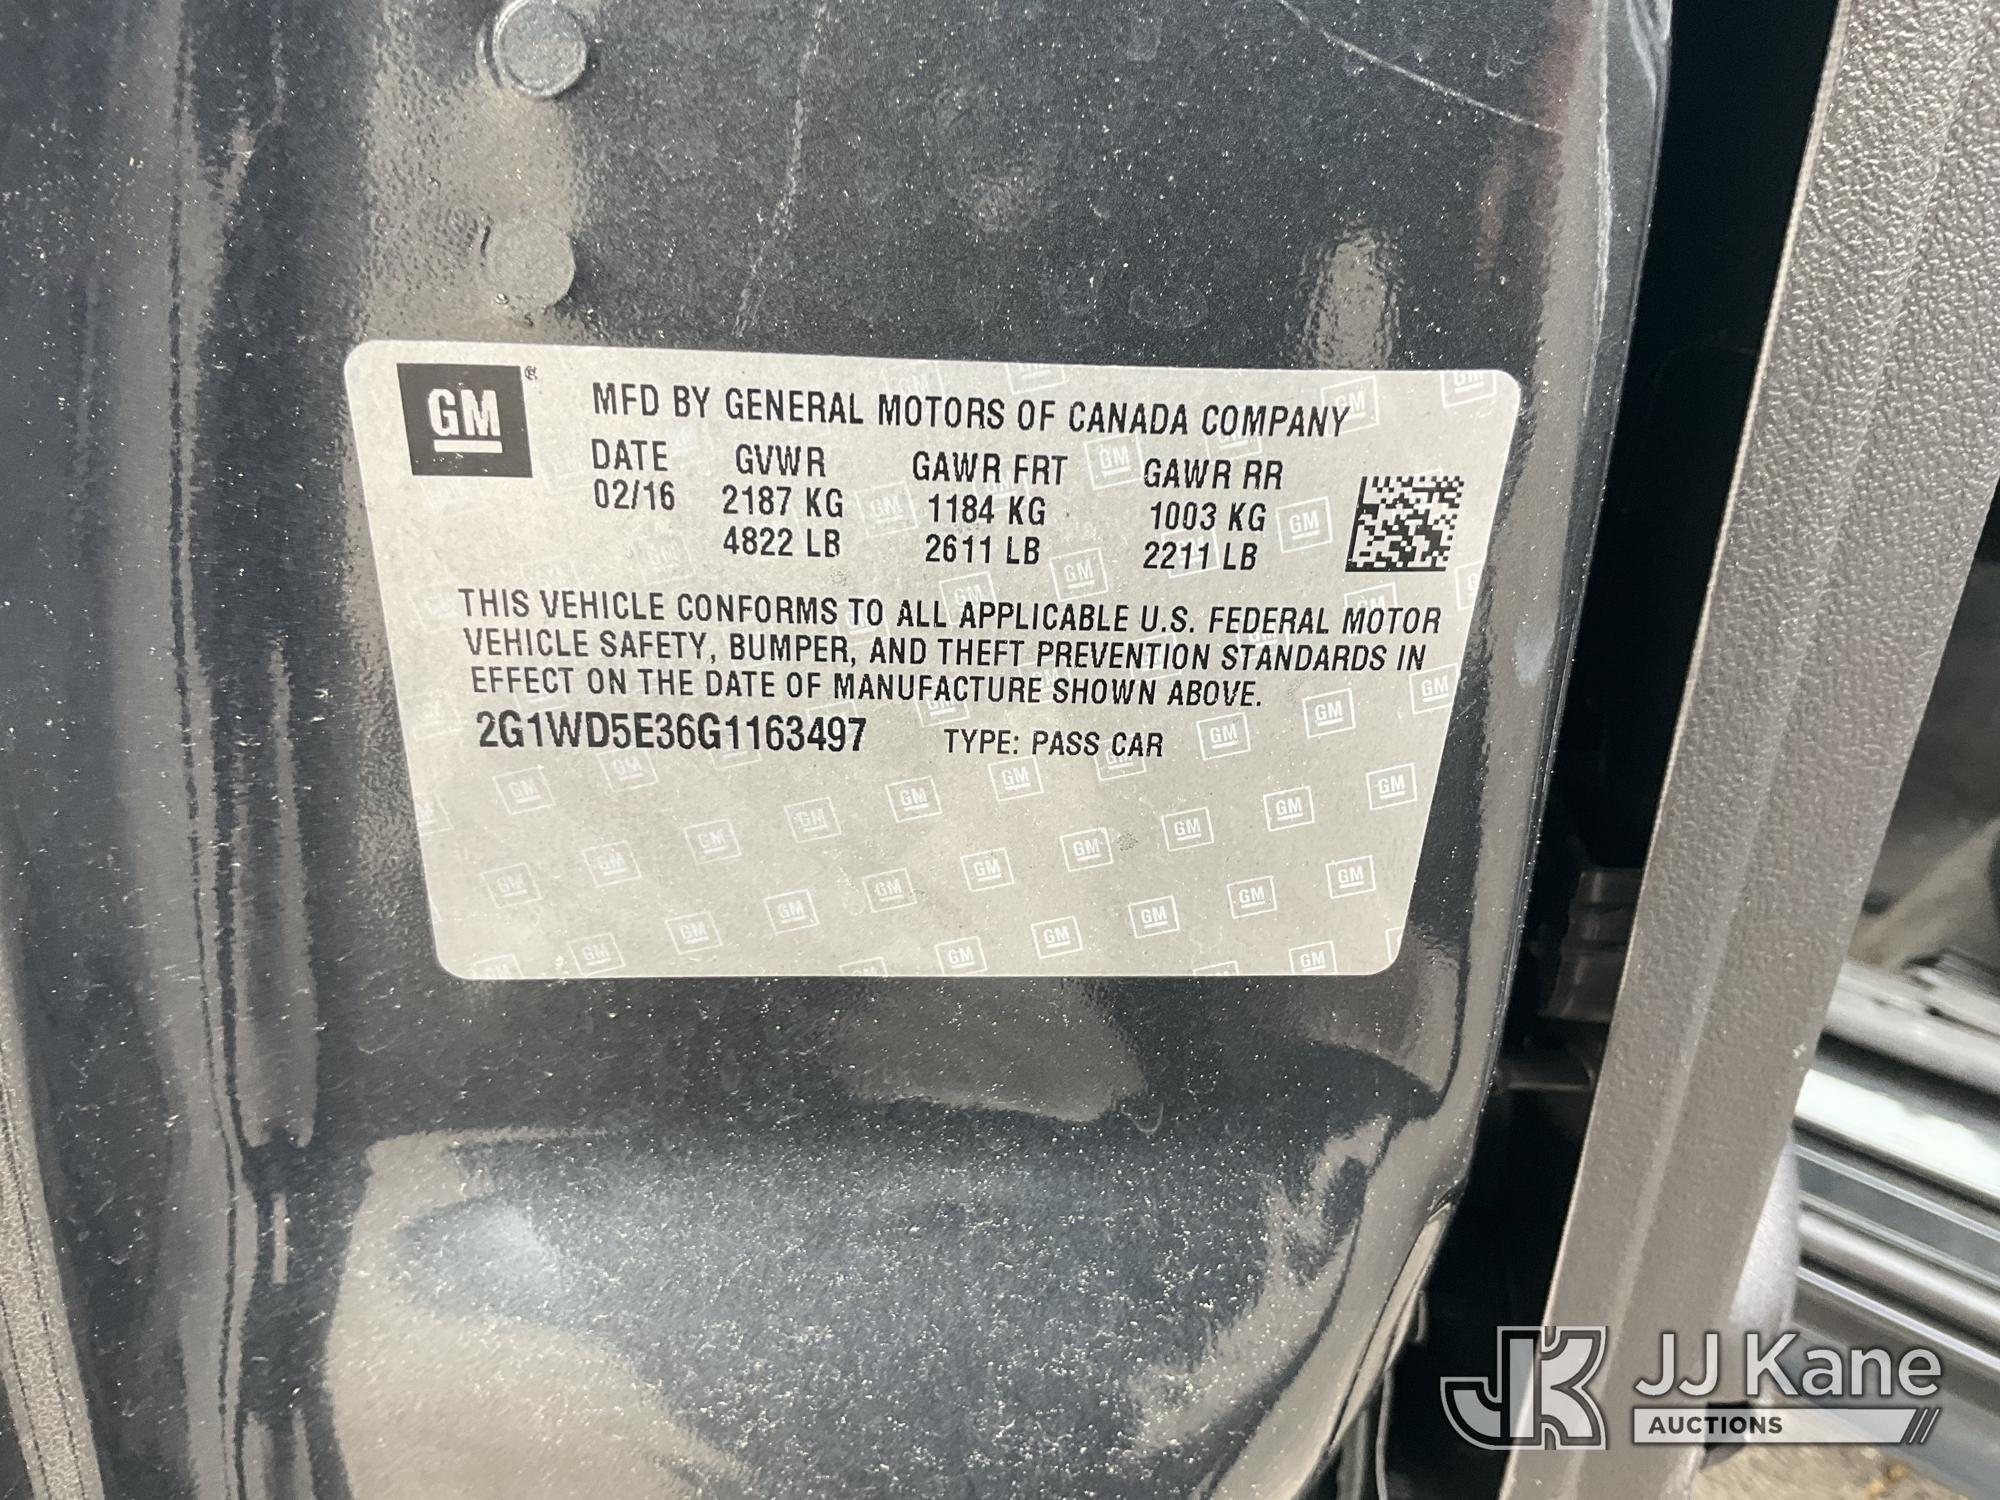 GM ®
MFD BY GENERAL MOTORS OF CANADA COMPANY
DATE GVWR GAWR FRT GAWR RR
02/16 2187 KG 1184 KG 1003 KG
4822 LB 2611 LB 2211 LB
THIS VEHICLE CONFORMS TO ALL APPLICABLE U.S. FEDERAL MOTOR
VEHICLE SAFETY, BUMPER, AND THEFT PREVENTION STANDARDS IN
EFFECT ON THE DATE OF MANUFACTURE SHOWN ABOVE.
2G1WD5E36G1163497 TYPE: PASS CAR
JK JJ Kane
AUCTIONS